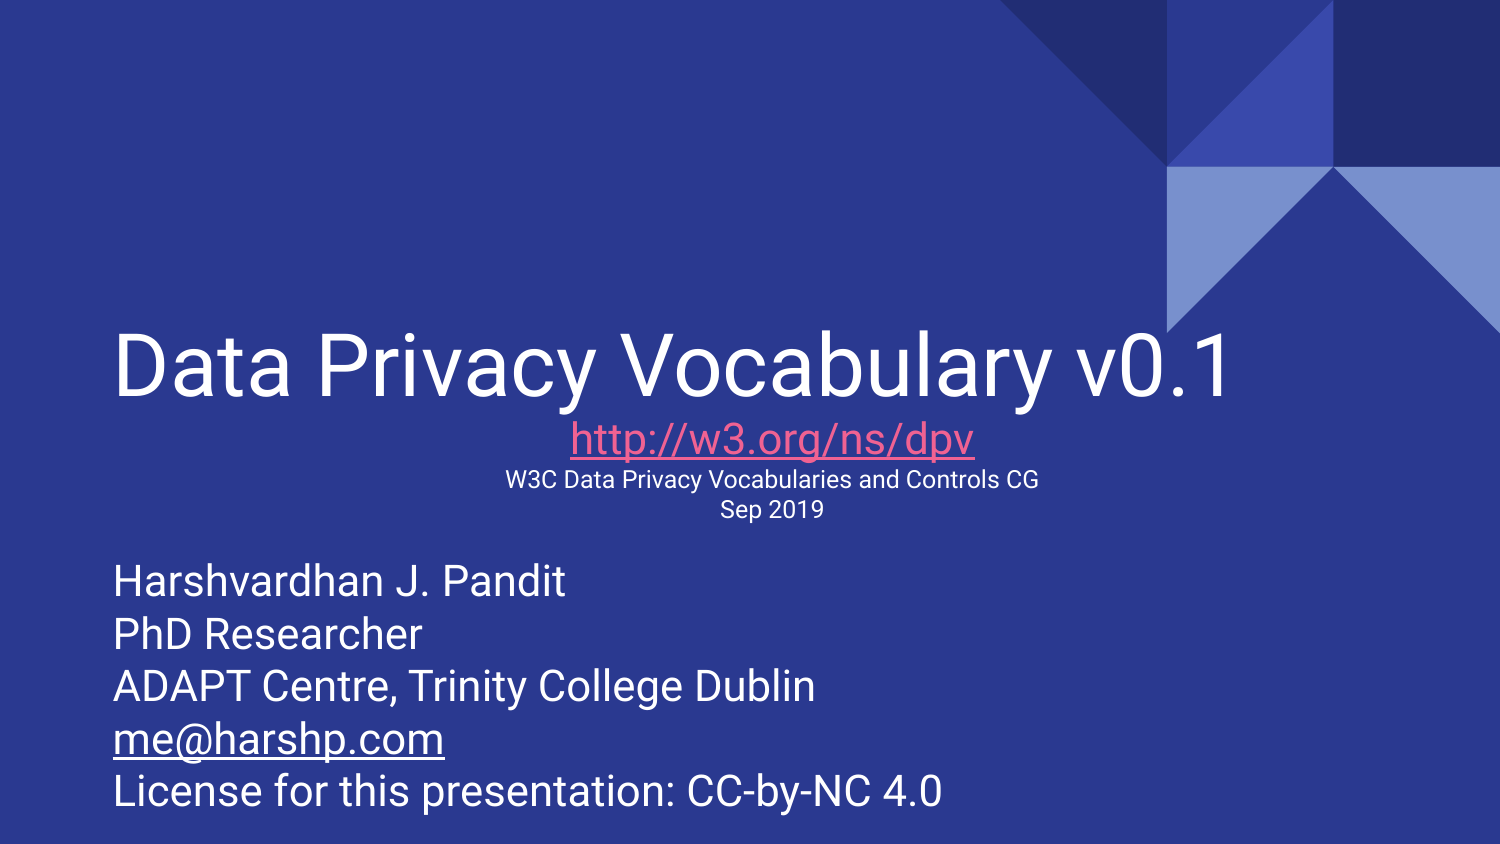 Data Privacy Vocabulary v0.1
http://w3.org/ns/dpv
W3C Data Privacy Vocabularies and Controls CG
Sep 2019
Harshvardhan J. Pandit
PhD Researcher
ADAPT Centre, Trinity College Dublin
me@harshp.com
License for this presentation: CC-by-NC 4.0